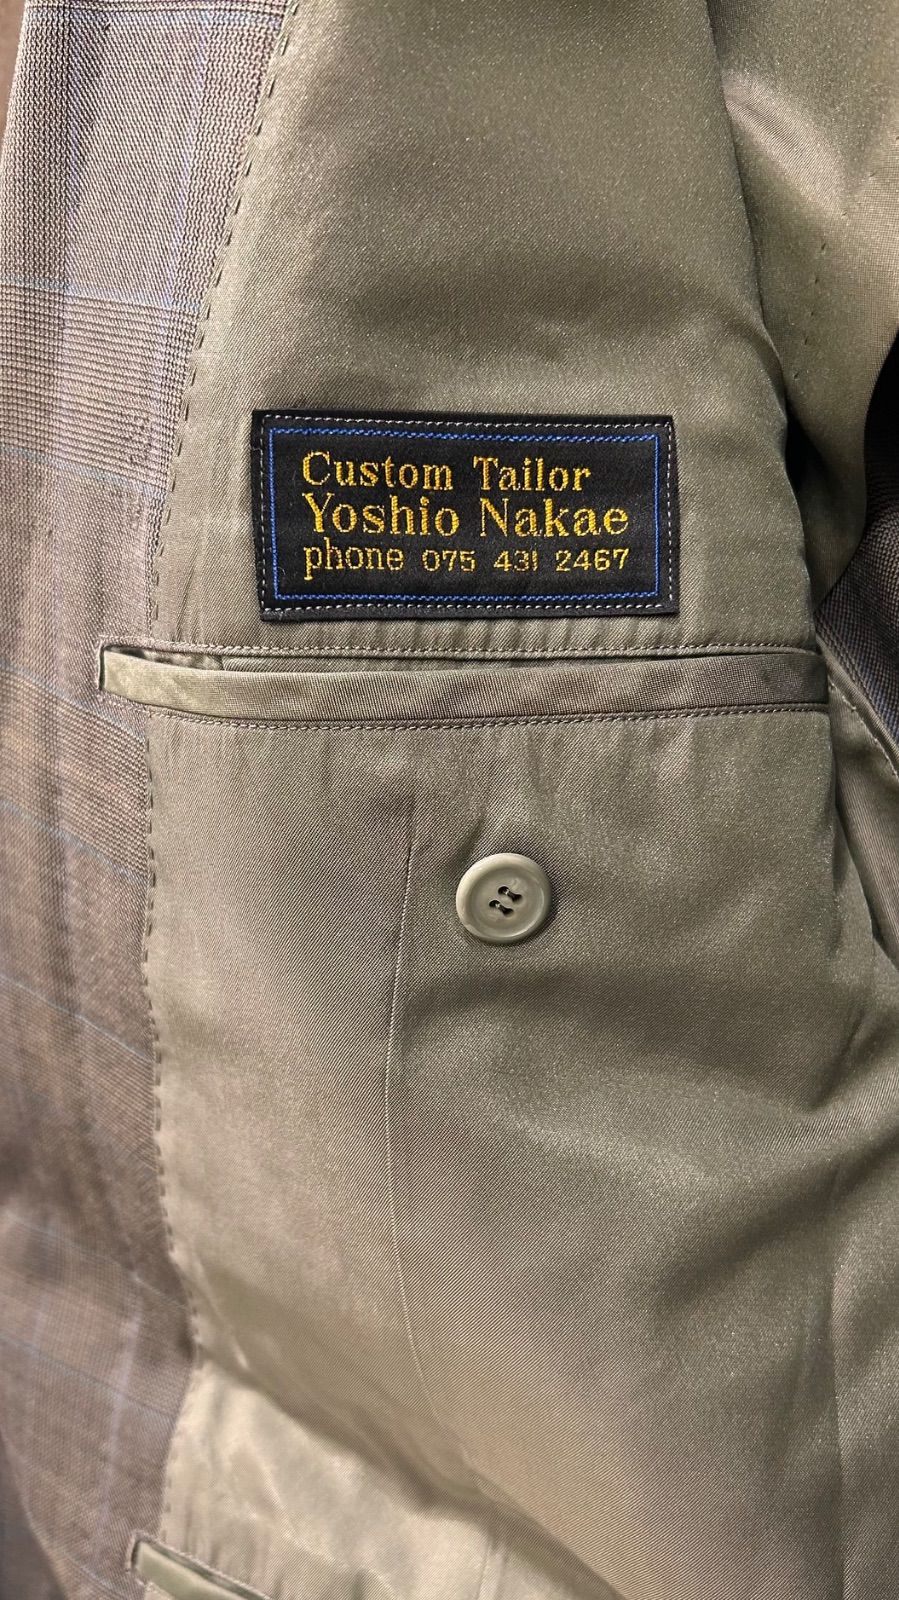 Custom Tailor
Yoshio Nakae
phone 075 431 2467